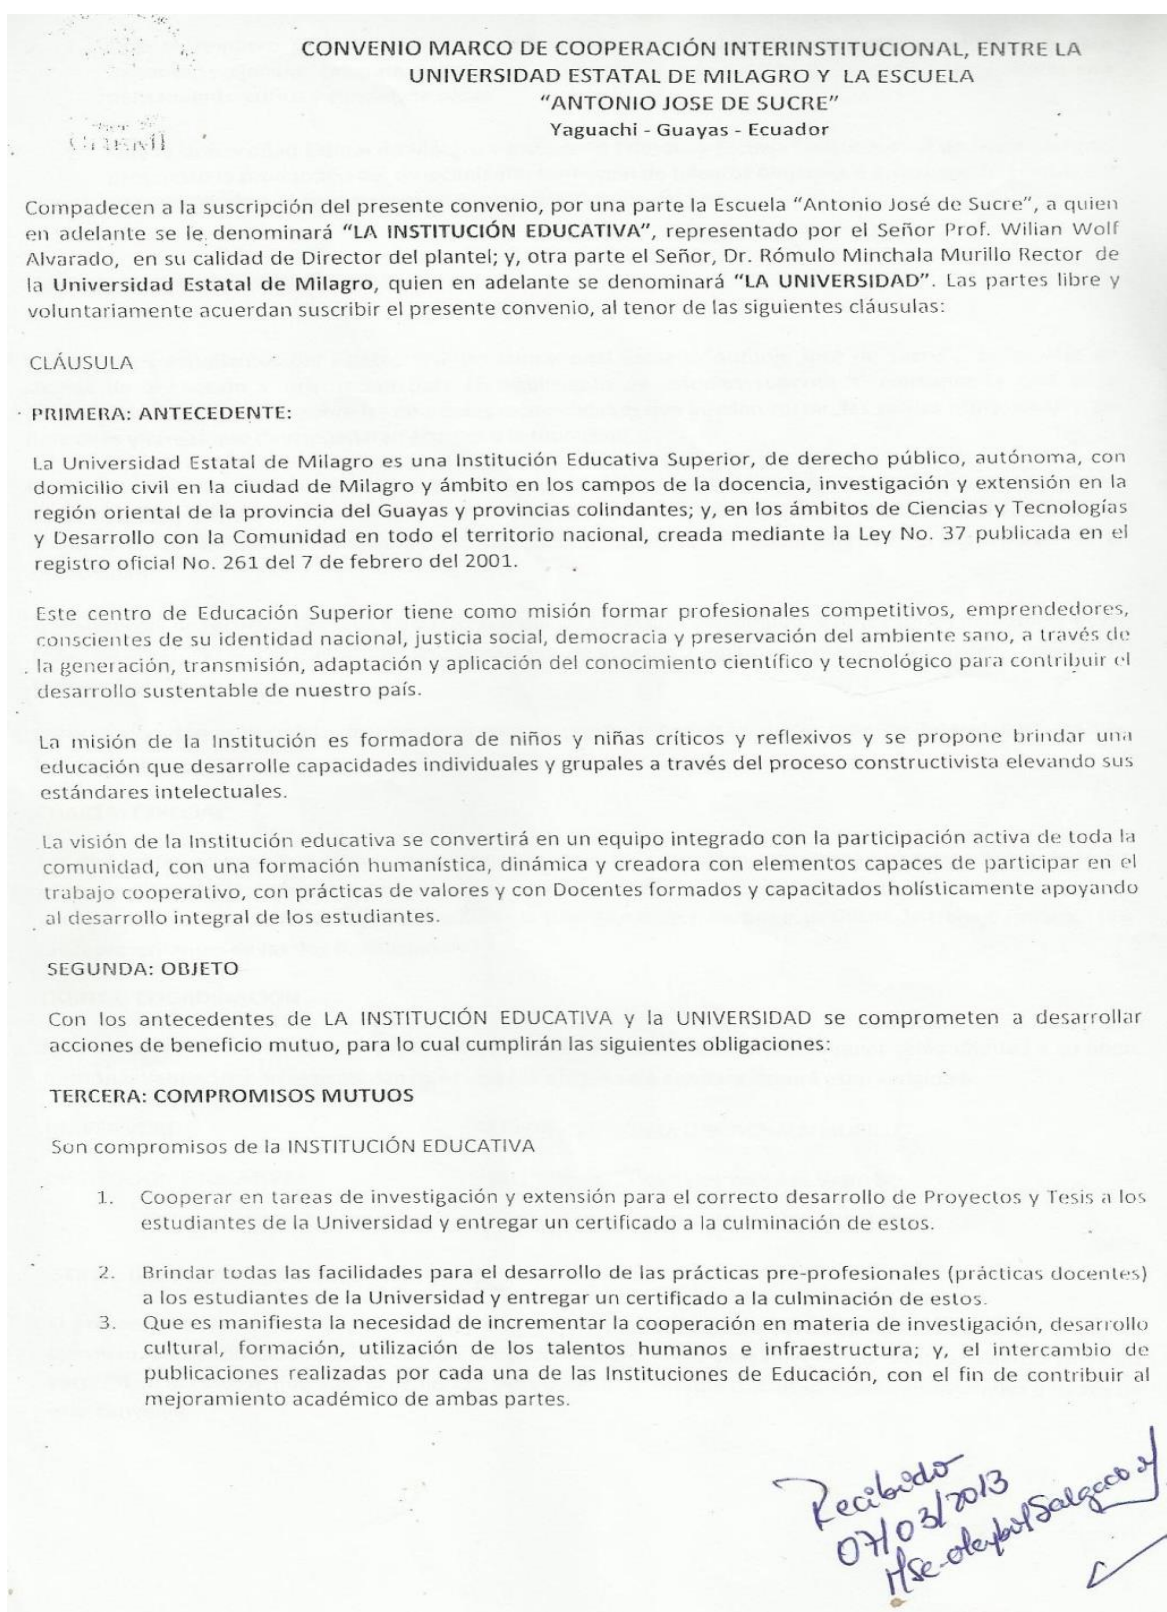 CONVENIO MARCO DE COOPERACIÓN INTERINSTITUCIONAL, ENTRE LA
UNIVERSIDAD ESTATAL DE MILAGRO Y LA ESCUELA
“ANTONIO JOSE DE SUCRE”
Yaguachi - Guayas - Ecuador
Compadecen a la suscripción del presente convenio, por una parte la Escuela “Antonio José de Sucre”, a quien
en adelante se le denominará “LA INSTITUCIÓN EDUCATIVA”, representado por el Señor Prof. Wilian Wolf
Alvarado, en su calidad de Director del plantel; y, otra parte el Señor, Dr. Rómulo Minchala Murillo Rector de
la Universidad Estatal de Milagro, quien en adelante se denominará “LA UNIVERSIDAD”. Las partes libre y
voluntariamente acuerdan suscribir el presente convenio, al tenor de las siguientes cláusulas:
CLÁUSULA
PRIMERA: ANTECEDENTE:
La Universidad Estatal de Milagro es una Institución Educativa Superior, de derecho público, autónoma, con
domicilio civil en la ciudad de Milagro y ámbito en los campos de la docencia, investigación y extensión en la
región oriental de la provincia del Guayas y provincias colindantes; y, en los ámbitos de Ciencias y Tecnologías
y Desarrollo con la Comunidad en todo el territorio nacional, creada mediante la Ley No. 37 publicada en el
registro oficial No. 261 del 7 de febrero del 2001.
Este centro de Educación Superior tiene como misión formar profesionales competitivos, emprendedores,
conscientes de su identidad nacional, justicia social, democracia y preservación del ambiente sano, a través de
la generación, transmisión, adaptación y aplicación del conocimiento científico y tecnológico para contribuir el
desarrollo sustentable de nuestro país.
La misión de la Institución es formadora de niños y niñas críticos y reflexivos y se propone brindar una
educación que desarrolle capacidades individuales y grupales a través del proceso constructivista elevando sus
estándares intelectuales.
La visión de la Institución educativa se convertirá en un equipo integrado con la participación activa de toda la
comunidad, con una formación humanística, dinámica y creadora con elementos capaces de participar en el
trabajo cooperativo, con prácticas de valores y con Docentes formados y capacitados holísticamente apoyando
al desarrollo integral de los estudiantes.
SEGUNDA: OBJETO
Con los antecedentes de LA INSTITUCIÓN EDUCATIVA y la UNIVERSIDAD se comprometen a desarrollar
acciones de beneficio mutuo, para lo cual cumplirán las siguientes obligaciones:
TERCERA: COMPROMISOS MUTUOS
Son compromisos de la INSTITUCIÓN EDUCATIVA
1. Cooperar en tareas de investigación y extensión para el correcto desarrollo de Proyectos y Tesis a los
estudiantes de la Universidad y entregar un certificado a la culminación de estos.
2. Brindar todas las facilidades para el desarrollo de las prácticas pre-profesionales (prácticas docentes)
a los estudiantes de la Universidad y entregar un certificado a la culminación de estos.
3. Que es manifiesta la necesidad de incrementar la cooperación en materia de investigación, desarrollo
cultural, formación, utilización de los talentos humanos e infraestructura; y, el intercambio de
publicaciones realizadas por cada una de las Instituciones de Educación, con el fin de contribuir al
mejoramiento académico de ambas partes.
Recibido
07/03/2013